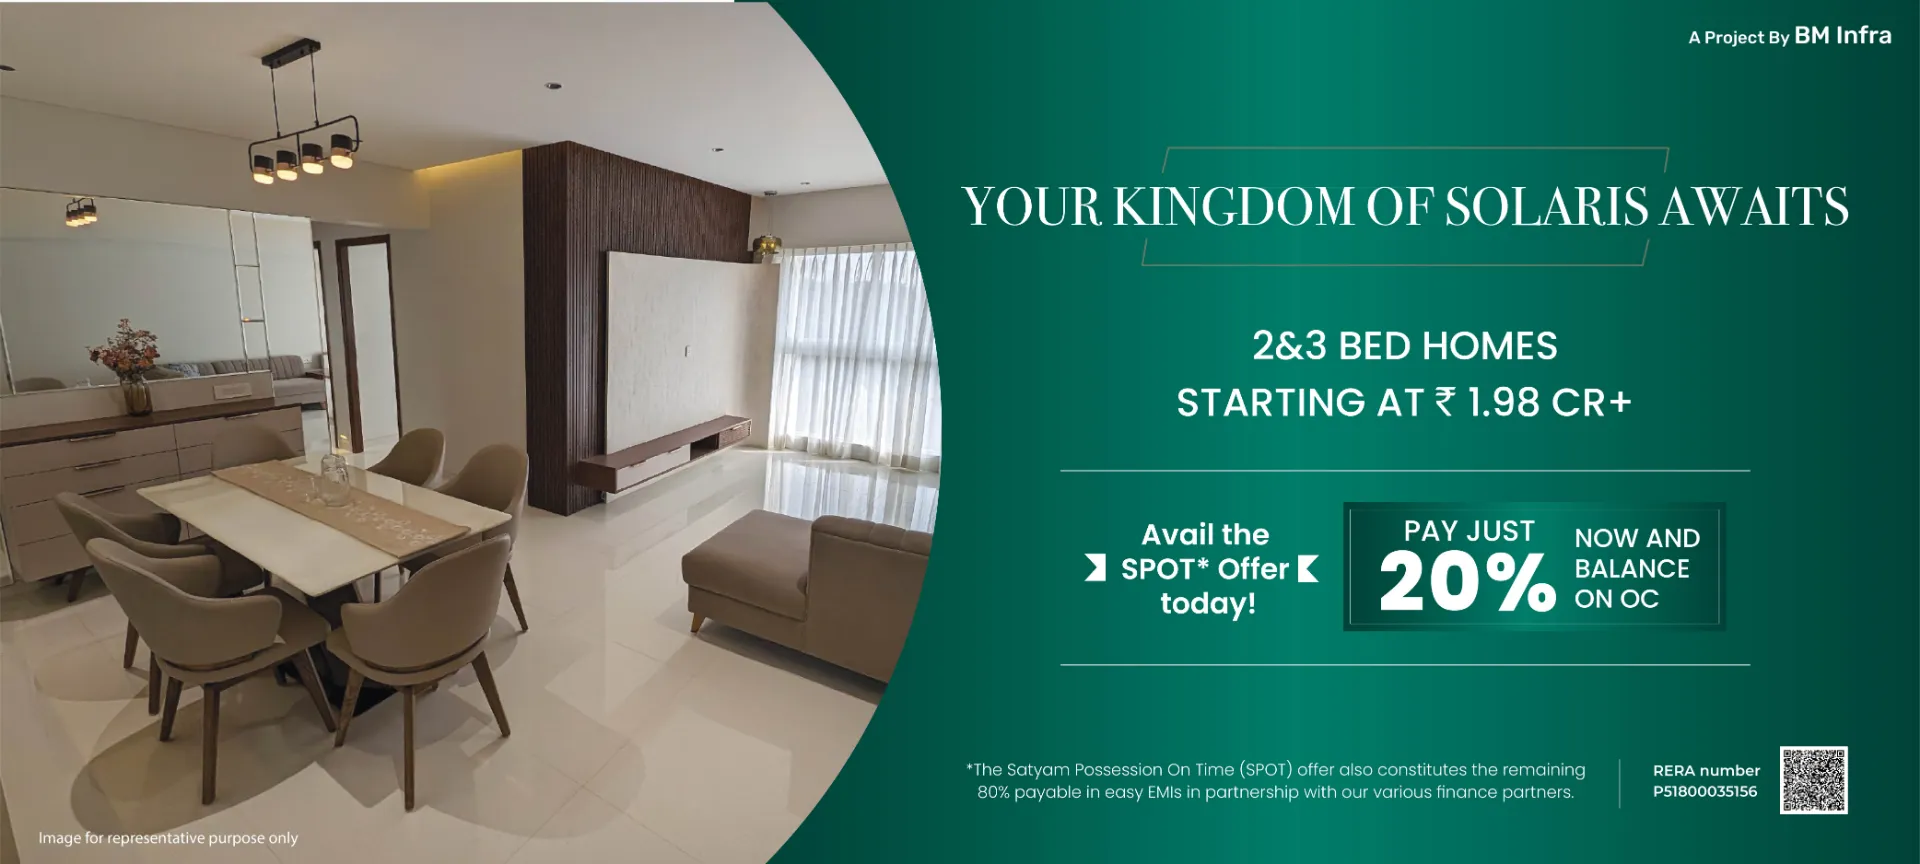 A Project By BM Infra
YOUR KINGDOM OF SOLARIS AWAITS
2&3 BED HOMES
STARTING AT ₹ 1.98 CR+
Avail the
SPOT* Offer
today!
PAY JUST
20%
NOW AND
BALANCE
ON OC
*The Satyam Possession On Time (SPOT) offer also constitutes the remaining
80% payable in easy EMIs in partnership with our various finance partners.
RERA number
P51800035156
Image for representative purpose only